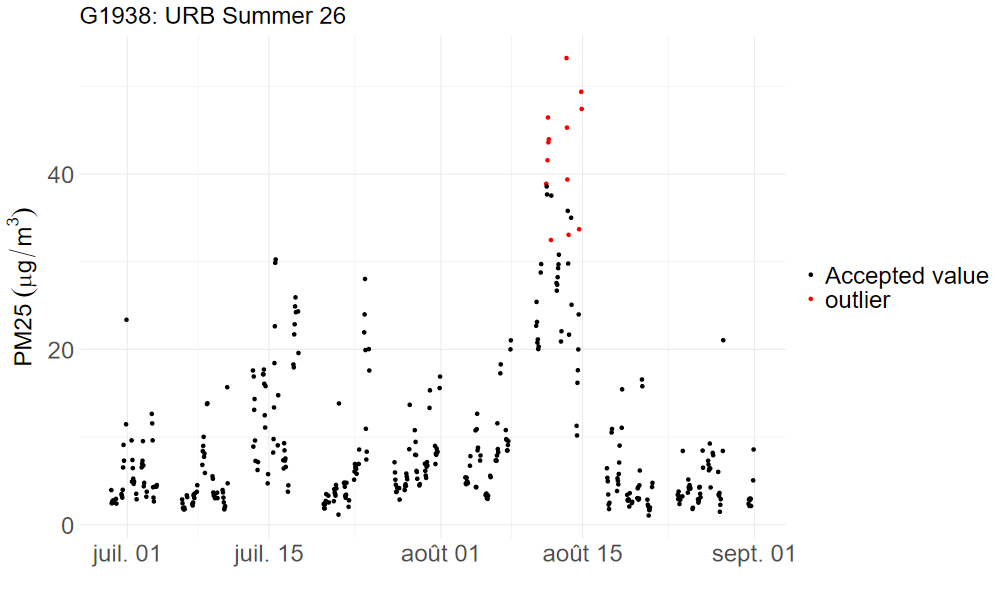 G1938: URB Summer 26
PM25 (μg/m³)
40
20
0
juil. 01 juil. 15 août 01 août 15 sept. 01
Accepted value
outlier